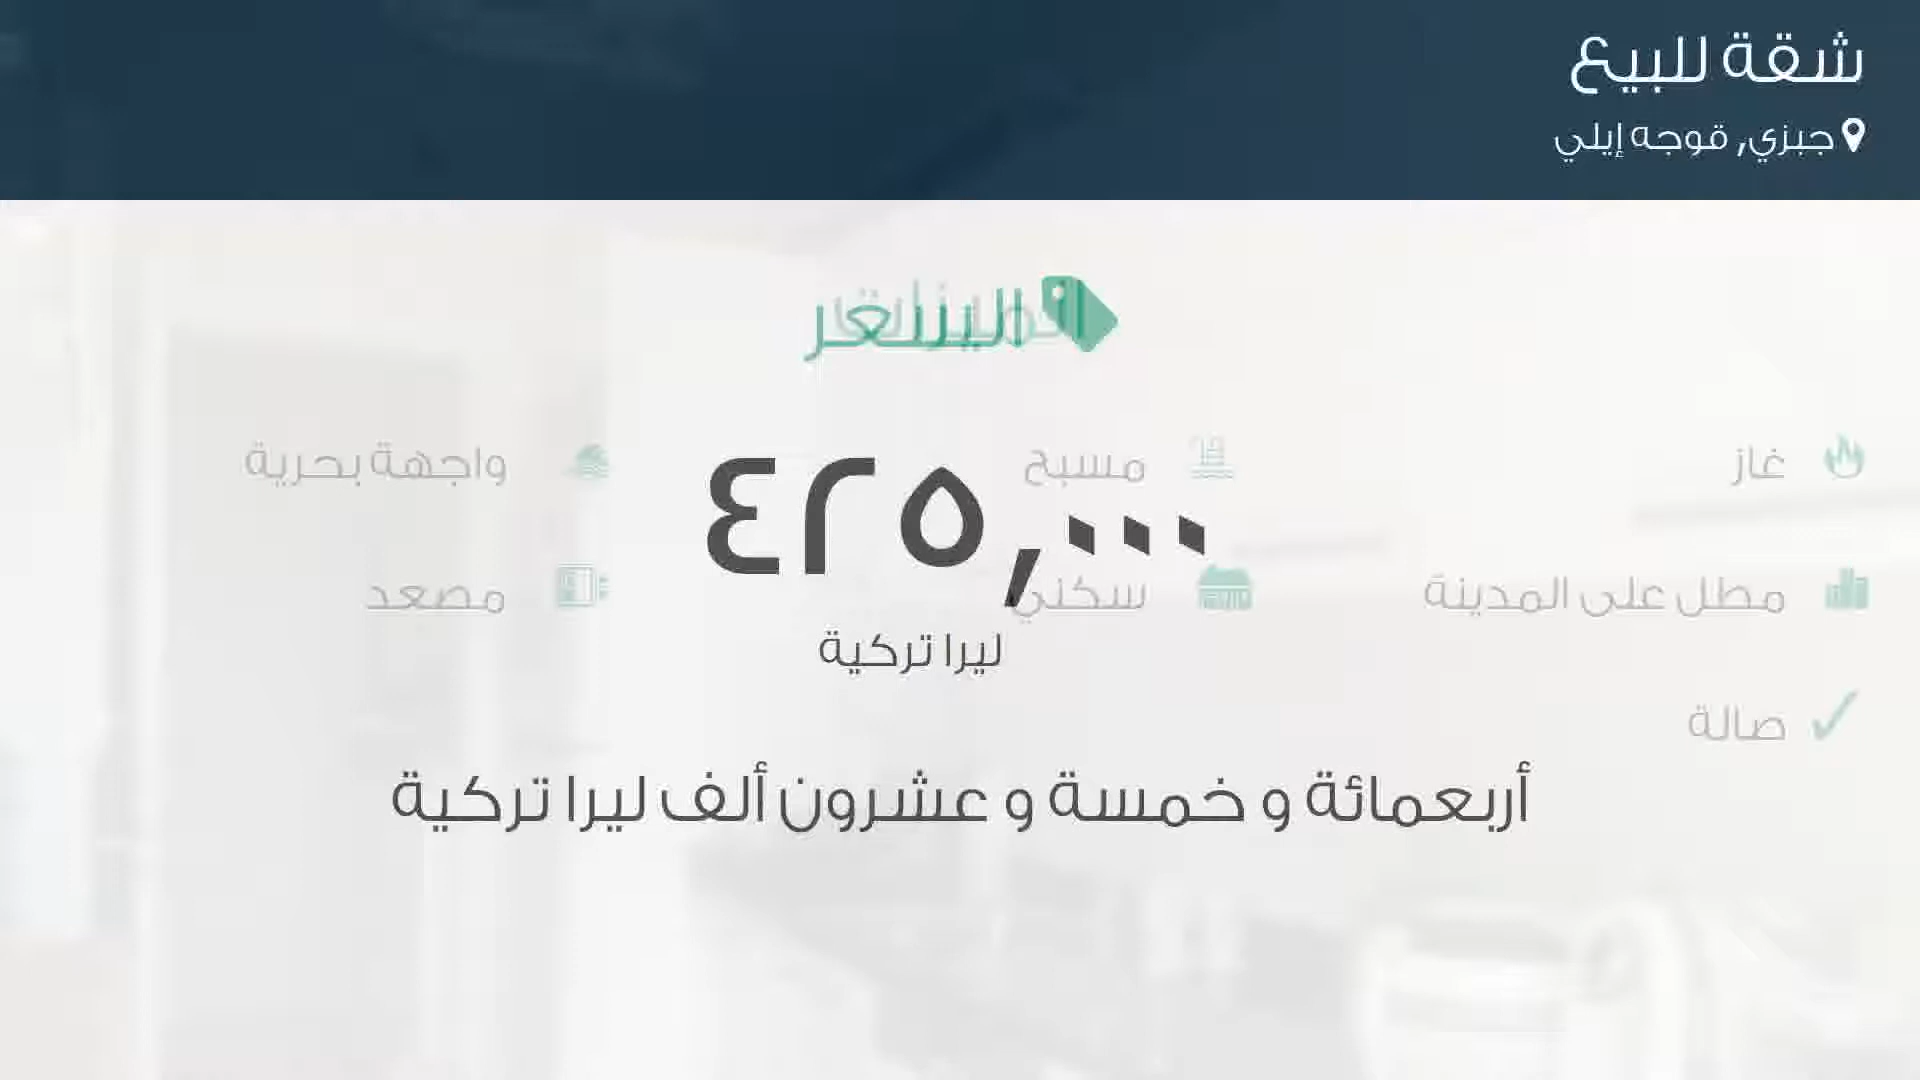 شقة للبيع
جبزي, قوجه إيلي
السعر
غاز
مسبح
واجهة بحرية
٤٢٥,٠٠٠
مطل على المدينة
سكني
مصعد
ليرا تركية
صالة
أربعمائة و خمسة و عشرون ألف ليرا تركية